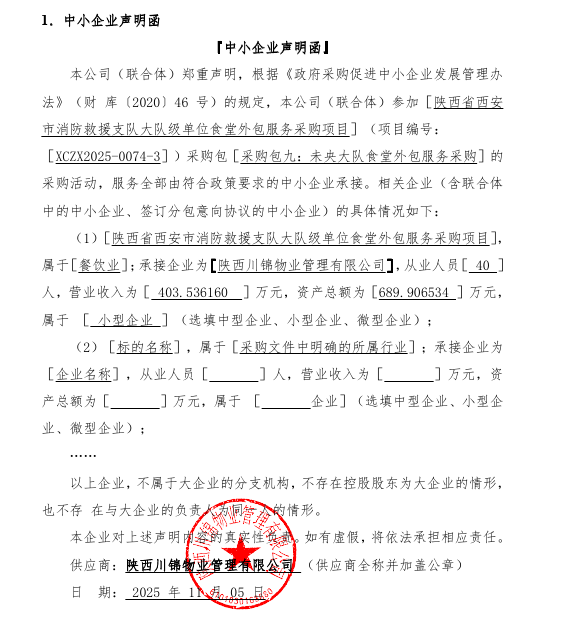 1. 中小企业声明函
『中小企业声明函』
本公司（联合体）郑重声明，根据《政府采购促进中小企业发展管理办
法》（财 库〔2020〕46 号）的规定，本公司（联合体）参加［陕西省西安
市消防救援支队大队级单位食堂外包服务采购项目］（项目编号：
［XCZX2025-0074-3］）采购包［采购包九：未央大队食堂外包服务采购］的
采购活动，服务全部由符合政策要求的中小企业承接。相关企业（含联合体
中的中小企业、签订分包意向协议的中小企业）的具体情况如下：
（1）［陕西省西安市消防救援支队大队级单位食堂外包服务采购项目］，
属于［餐饮业］；承接企业为【陕西川锦物业管理有限公司】，从业人员［ 40 ］
人，营业收入为［ 403.536160 ］万元，资产总额为［689.906534 ］万元，
属于 ［ 小型企业 ］（选填中型企业、小型企业、微型企业）；
（2）［标的名称］，属于［采购文件中明确的所属行业］；承接企业为
［企业名称］，从业人员［______］人，营业收入为［______］万元，资
产总额为［______］万元，属于 ［______企业］（选填中型企业、小型企
业、微型企业）；
……
以上企业，不属于大企业的分支机构，不存在控股股东为大企业的情形，
也不存 在与大企业的负责人为同一人的情形。
本企业对上述声明内容的真实性负责。如有虚假，将依法承担相应责任。
供应商：陕西川锦物业管理有限公司 （供应商全称并加盖公章）
日 期： 2025 年 11 月 05 日
陕西川锦物业管理有限公司